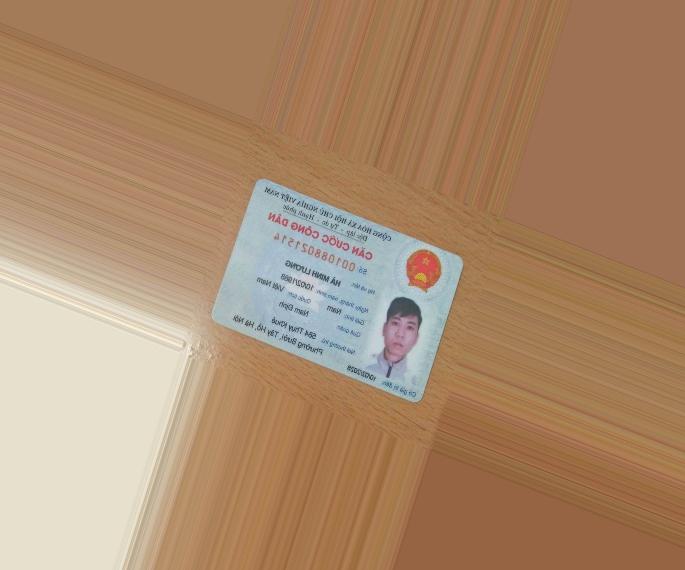 CỘNG HÒA XÃ HỘI CHỦ NGHĨA VIỆT NAM
Độc lập - Tự do - Hạnh phúc
CĂN CƯỚC CÔNG DÂN
Số: 001088021514
Họ và tên:
HÀ MINH LƯƠNG
Ngày, tháng, năm sinh: 10/02/1988
Giới tính: Nam Quốc tịch: Việt Nam
Quê quán: Nam Định
Nơi thường trú: 584 Thụy Khuê
Phường Bưởi, Tây Hồ, Hà Nội
Có giá trị đến: 10/02/2028